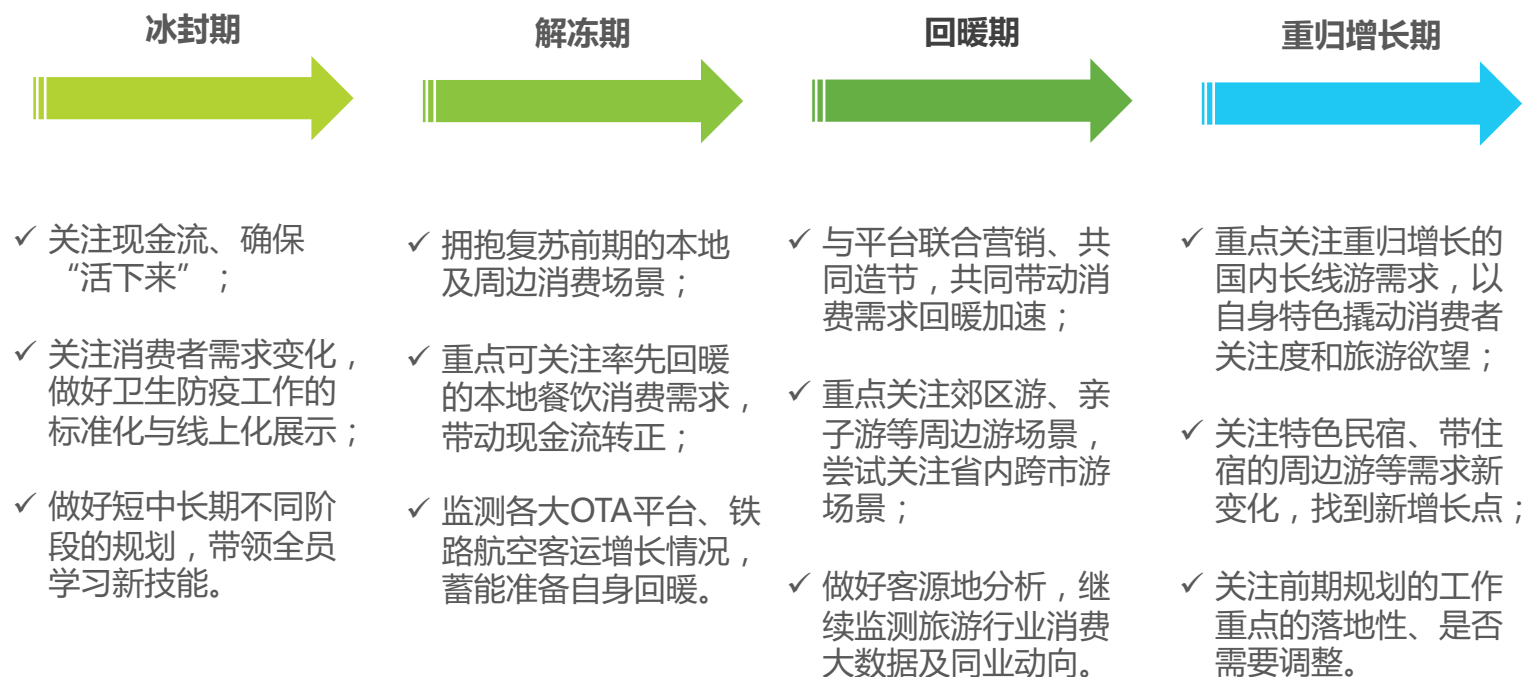 冰封期
解冻期
回暖期
重归增长期
✓ 关注现金流、确保
“活下来”；
✓ 关注消费者需求变化，
做好卫生防疫工作的
标准化与线上化展示；
✓ 做好短中长期不同阶
段的规划，带领全员
学习新技能。
✓ 拥抱复苏前期的本地
及周边消费场景；
✓ 重点可关注率先回暖
的本地餐饮消费需求，
带动现金流转正；
✓ 监测各大OTA平台、铁
路航空客运增长情况，
蓄能准备自身回暖。
✓ 与平台联合营销、共
同造节，共同带动消
费需求回暖加速；
✓ 重点关注郊区游、亲
子游等周边游场景，
尝试关注省内跨市游
场景；
✓ 做好客源地分析，继
续监测旅游行业消费
大数据及同业动向。
✓ 重点关注重归增长的
国内长线游需求，以
自身特色撬动消费者
关注度和旅游欲望；
✓ 关注特色民宿、带住
宿的周边游等需求新
变化，找到新增长点；
✓ 关注前期规划的工作
重点的落地性、是否
需要调整。